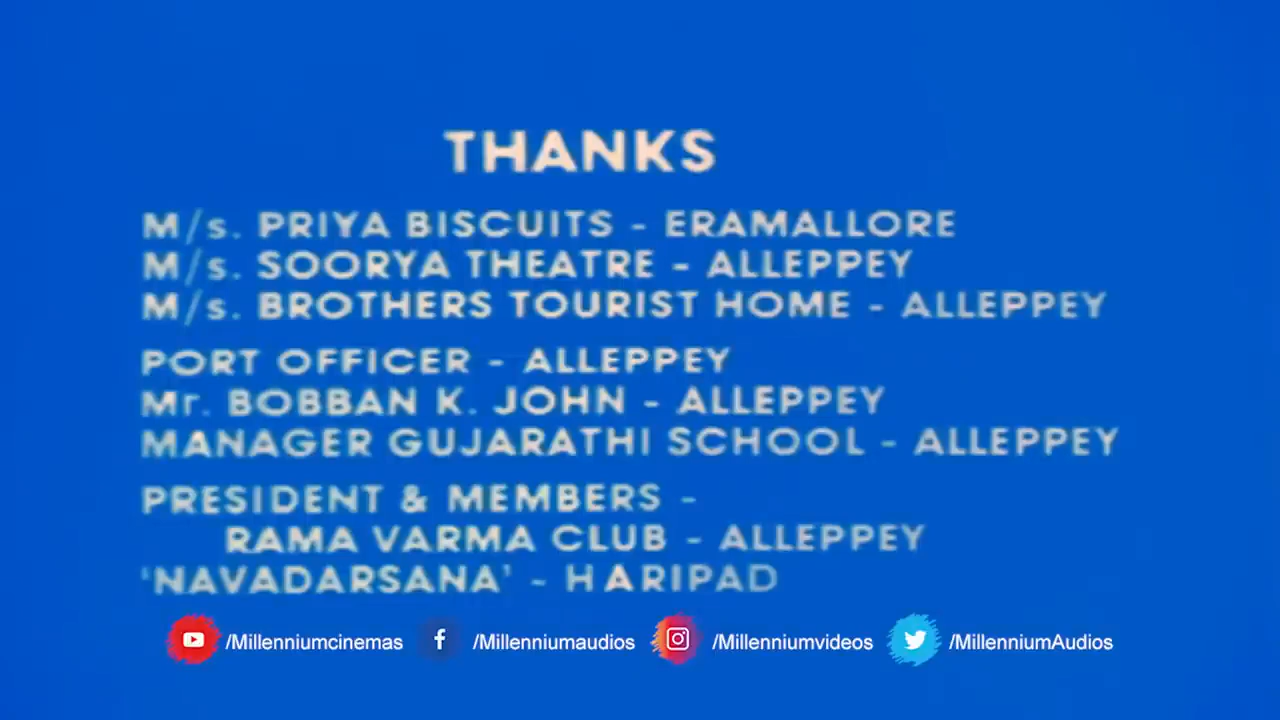 THANKS
M/s. PRIYA BISCUITS - ERAMALLORE
M/s. SOORYA THEATRE - ALLEPPEY
M/s. BROTHERS TOURIST HOME - ALLEPPEY
PORT OFFICER - ALLEPPEY
Mr. BOBBAN K. JOHN - ALLEPPEY
MANAGER GUJARATHI SCHOOL - ALLEPPEY
PRESIDENT & MEMBERS -
RAMA VARMA CLUB - ALLEPPEY
'NAVADARSANA' - HARIPAD
/Millenniumcinemas /Millenniumaudios /Millenniumvideos /MillenniumAudios